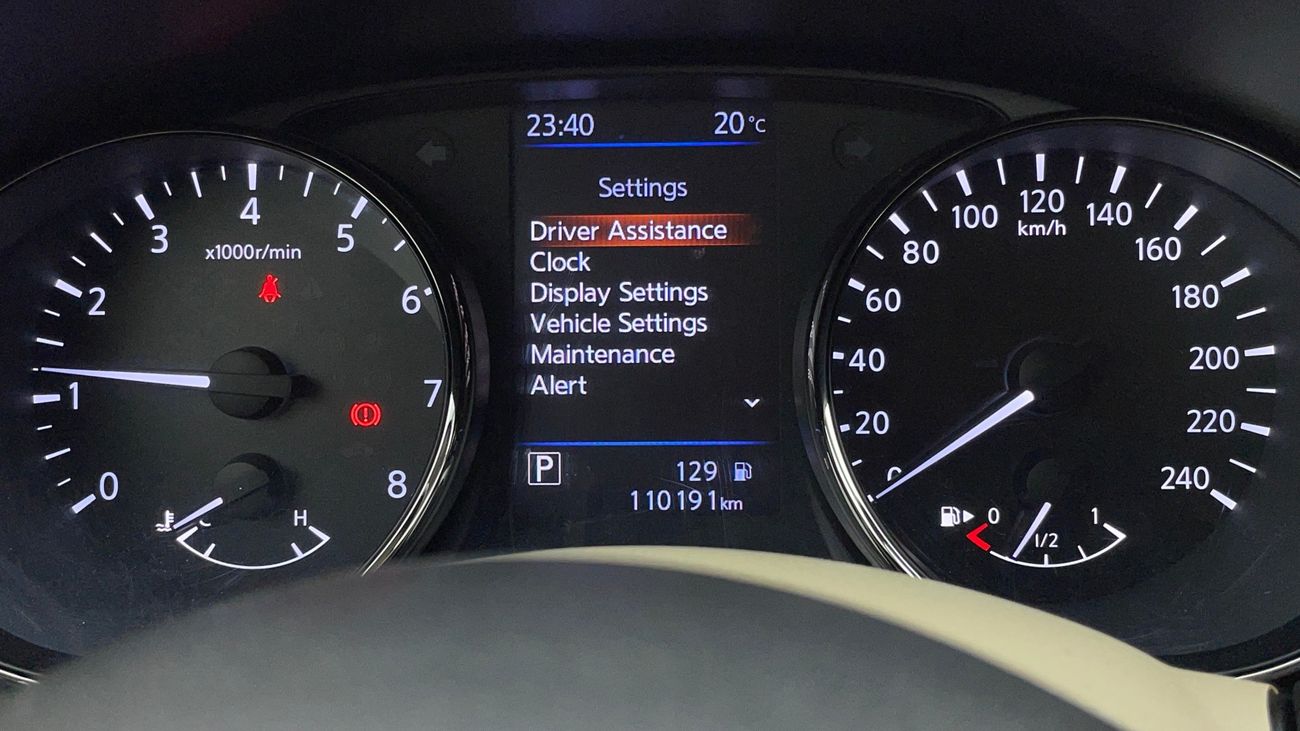 23:40 20°C
Settings
Driver Assistance
Clock
Display Settings
Vehicle Settings
Maintenance
Alert
P 129
110191km
0
1
2
3
4
5
6
7
8
x1000r/min
H
0
20
40
60
80
100
120
140
160
180
200
220
240
km/h
0
1/2
1